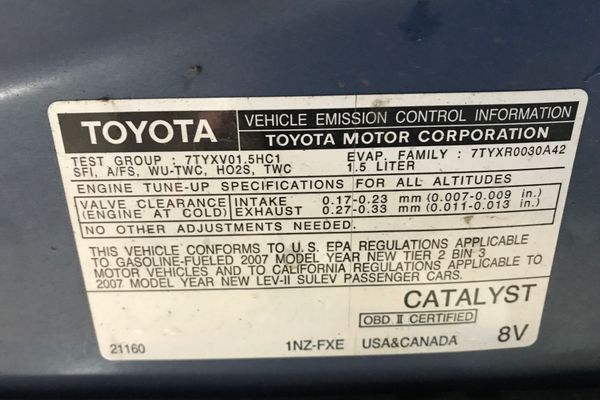 TOYOTA
VEHICLE EMISSION CONTROL INFORMATION
TOYOTA MOTOR CORPORATION
TEST GROUP : 7TYXV01.5HC1 EVAP. FAMILY : 7TYXR0030A42
SFI, A/FS, WU-TWC, HO2S, TWC 1.5 LITER
ENGINE TUNE-UP SPECIFICATIONS FOR ALL ALTITUDES
VALVE CLEARANCE INTAKE 0.17-0.23 mm (0.007-0.009 in.)
(ENGINE AT COLD) EXHAUST 0.27-0.33 mm (0.011-0.013 in.)
NO OTHER ADJUSTMENTS NEEDED.
THIS VEHICLE CONFORMS TO U.S. EPA REGULATIONS APPLICABLE
TO GASOLINE-FUELED 2007 MODEL YEAR NEW TIER 2 BIN 3
MOTOR VEHICLES AND TO CALIFORNIA REGULATIONS APPLICABLE TO
2007 MODEL YEAR NEW LEV-II SULEV PASSENGER CARS.
CATALYST
OBD II CERTIFIED
21160 1NZ-FXE USA&CANADA 8V